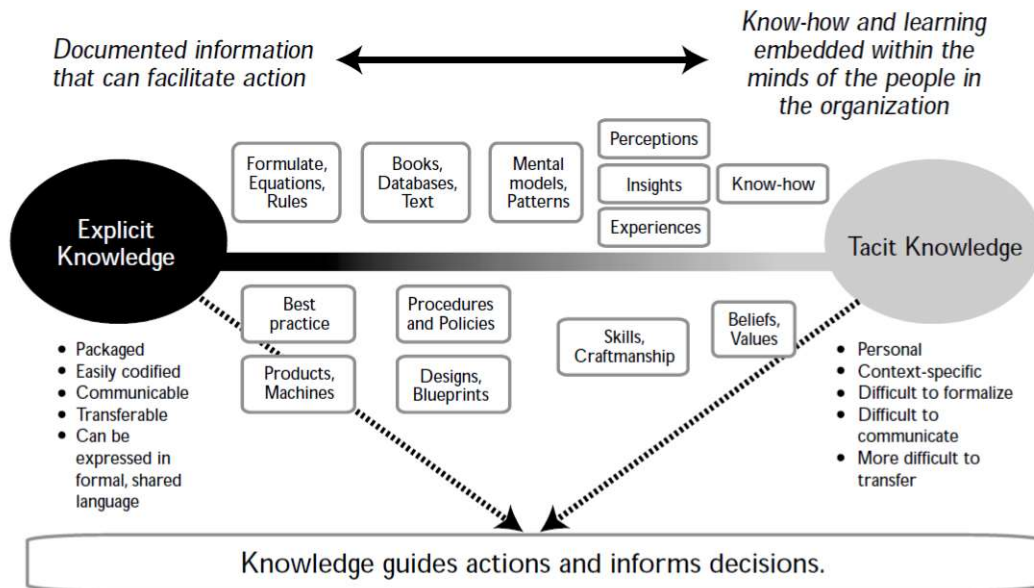 Documented information
that can facilitate action
Know-how and learning
embedded within the
minds of the people in
the organization
Formulate,
Equations,
Rules
Books,
Databases,
Text
Mental
models,
Patterns
Perceptions
Insights
Experiences
Know-how
Explicit
Knowledge
Tacit Knowledge
Best
practice
Procedures
and Policies
Skills,
Craftmanship
Beliefs,
Values
Products,
Machines
Designs,
Blueprints
• Packaged
• Easily codified
• Communicable
• Transferable
• Can be
expressed in
formal, shared
language
• Personal
• Context-specific
• Difficult to formalize
• Difficult to
communicate
• More difficult to
transfer
Knowledge guides actions and informs decisions.